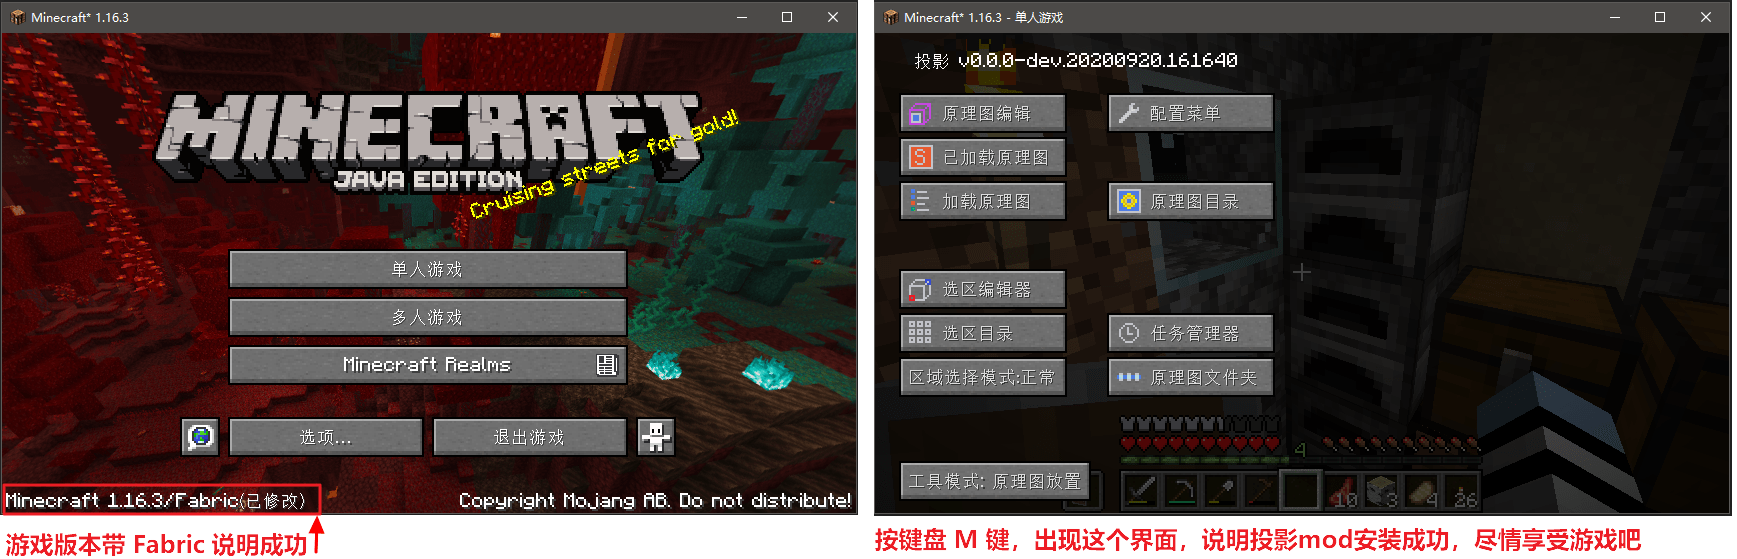 Minecraft* 1.16.3
MINECRAFT
JAVA EDITION
Cruising streets for gold!
单人游戏
多人游戏
Minecraft Realms
选项...
退出游戏
Minecraft 1.16.3/Fabric(已修改)
Copyright Mojang AB. Do not distribute!
游戏版本带 Fabric 说明成功
Minecraft* 1.16.3 - 单人游戏
投影 v0.0.0-dev.20200920.161640
原理图编辑
配置菜单
S
已加载原理图
加载原理图
原理图目录
选区编辑器
选区目录
任务管理器
区域选择模式:正常
原理图文件夹
4
工具模式: 原理图放置
10
3
4
26
按键盘 M 键，出现这个界面，说明投影mod安装成功，尽情享受游戏吧